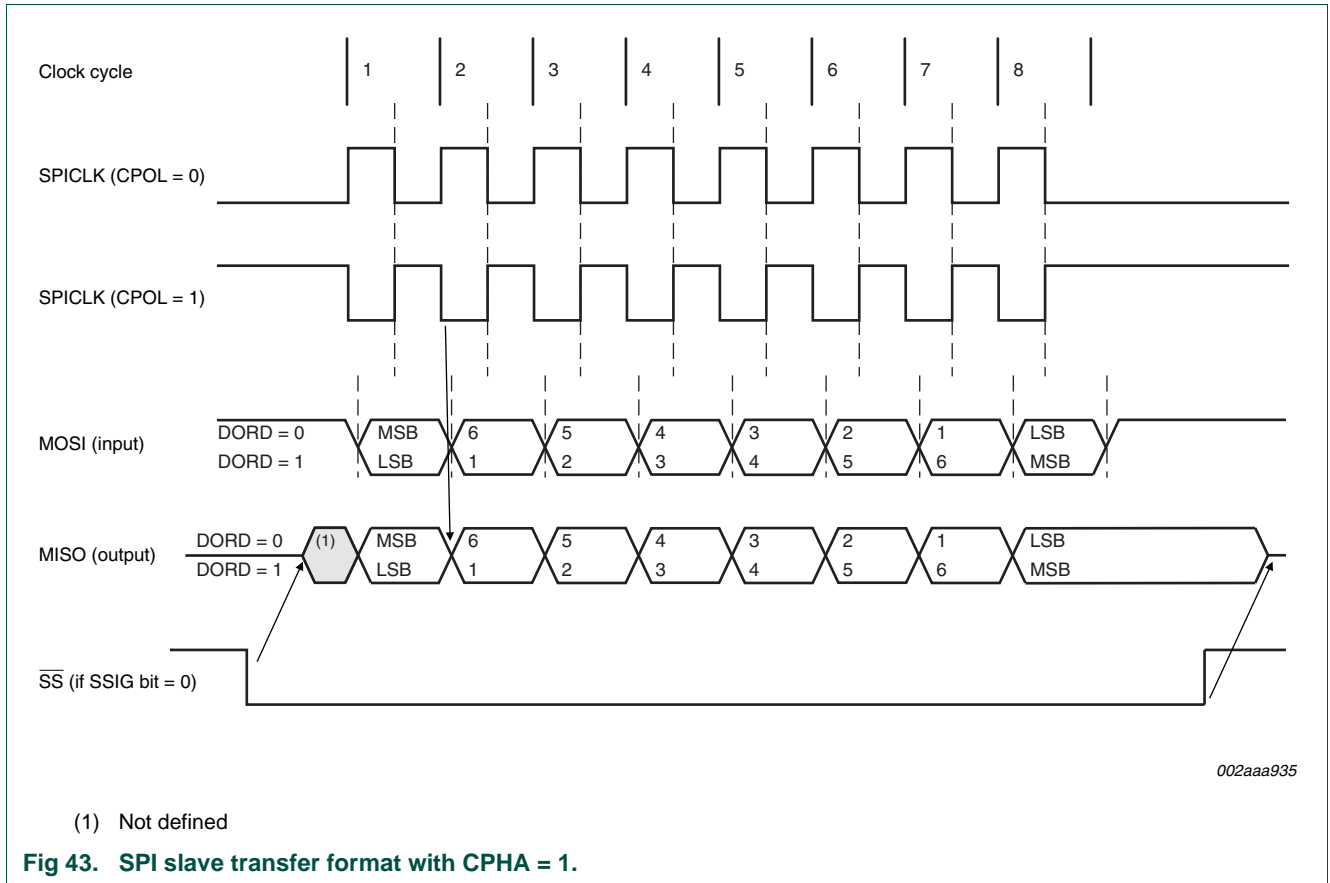 Clock cycle 1 2 3 4 5 6 7 8
SPICLK (CPOL = 0)
SPICLK (CPOL = 1)
MOSI (input)
DORD = 0 MSB 6 5 4 3 2 1 LSB
DORD = 1 LSB 1 2 3 4 5 6 MSB
MISO (output)
DORD = 0 (1) MSB 6 5 4 3 2 1 LSB
DORD = 1 LSB 1 2 3 4 5 6 MSB
S̅S̅ (if SSIG bit = 0)
002aaa935
(1) Not defined
Fig 43. SPI slave transfer format with CPHA = 1.